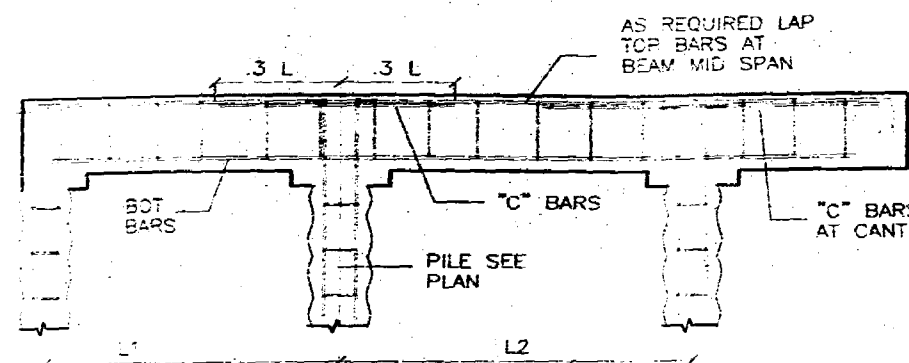 AS REQUIRED LAP
TOP BARS AT
BEAM MID SPAN
.3 L
.3 L
BOT
BARS
"C" BARS
"C" BARS
AT CANT
PILE SEE
PLAN
L1
L2